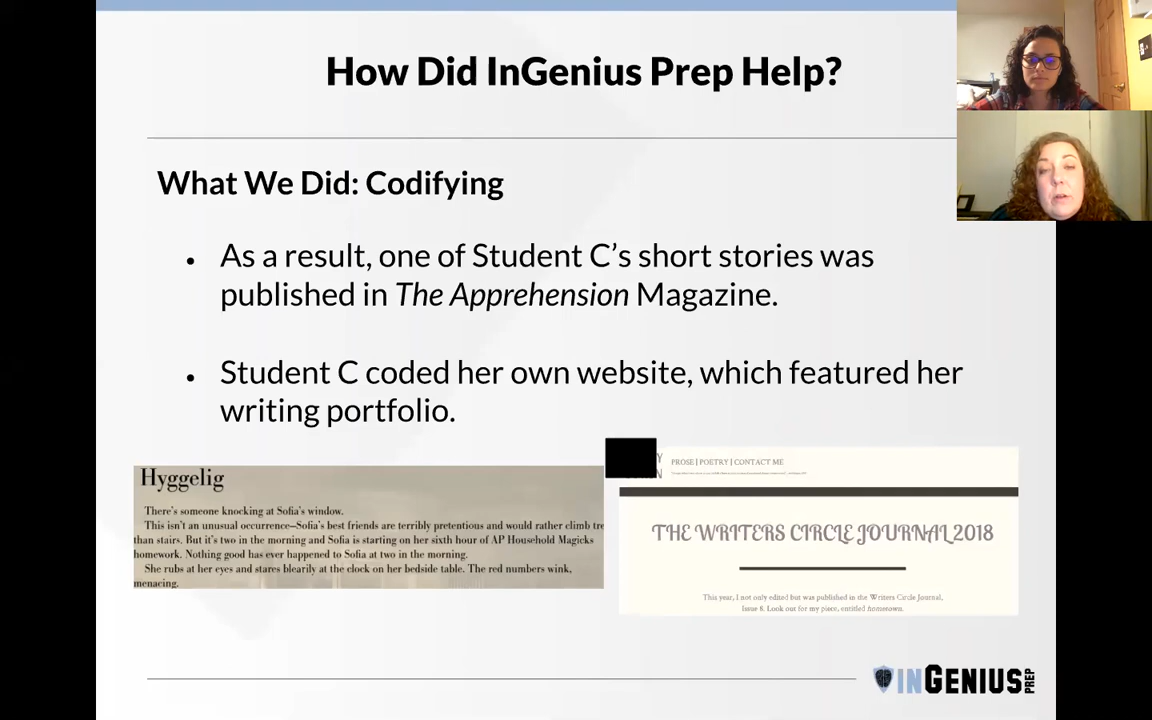 How Did InGenius Prep Help?
What We Did: Codifying
• As a result, one of Student C's short stories was
published in The Apprehension Magazine.
• Student C coded her own website, which featured her
writing portfolio.
Hyggelig
There's someone knocking at Sofia's window.
This isn't an unusual occurrence—Sofia's best friends are terribly pretentious and would rather climb tre
than stairs. But it's two in the morning and Sofia is starting on her sixth hour of AP Household Magicks
homework. Nothing good has ever happened to Sofia at two in the morning.
She rubs at her eyes and stares blearily at the clock on her bedside table. The red numbers wink,
menacing.
Y
N
PROSE | POETRY | CONTACT ME
THE WRITERS CIRCLE JOURNAL 2018
This year, I not only edited but was published in the Writers Circle Journal,
Issue 8. Look out for my piece, entitled hometown.
INGENIUS PREP